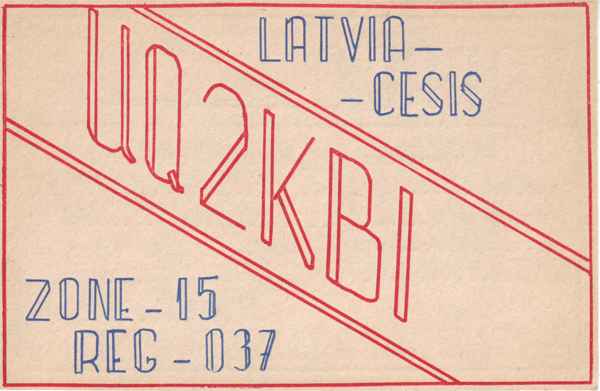 LATVIA-
-CESIS
UQ2KBI
ZONE-15
REG-037